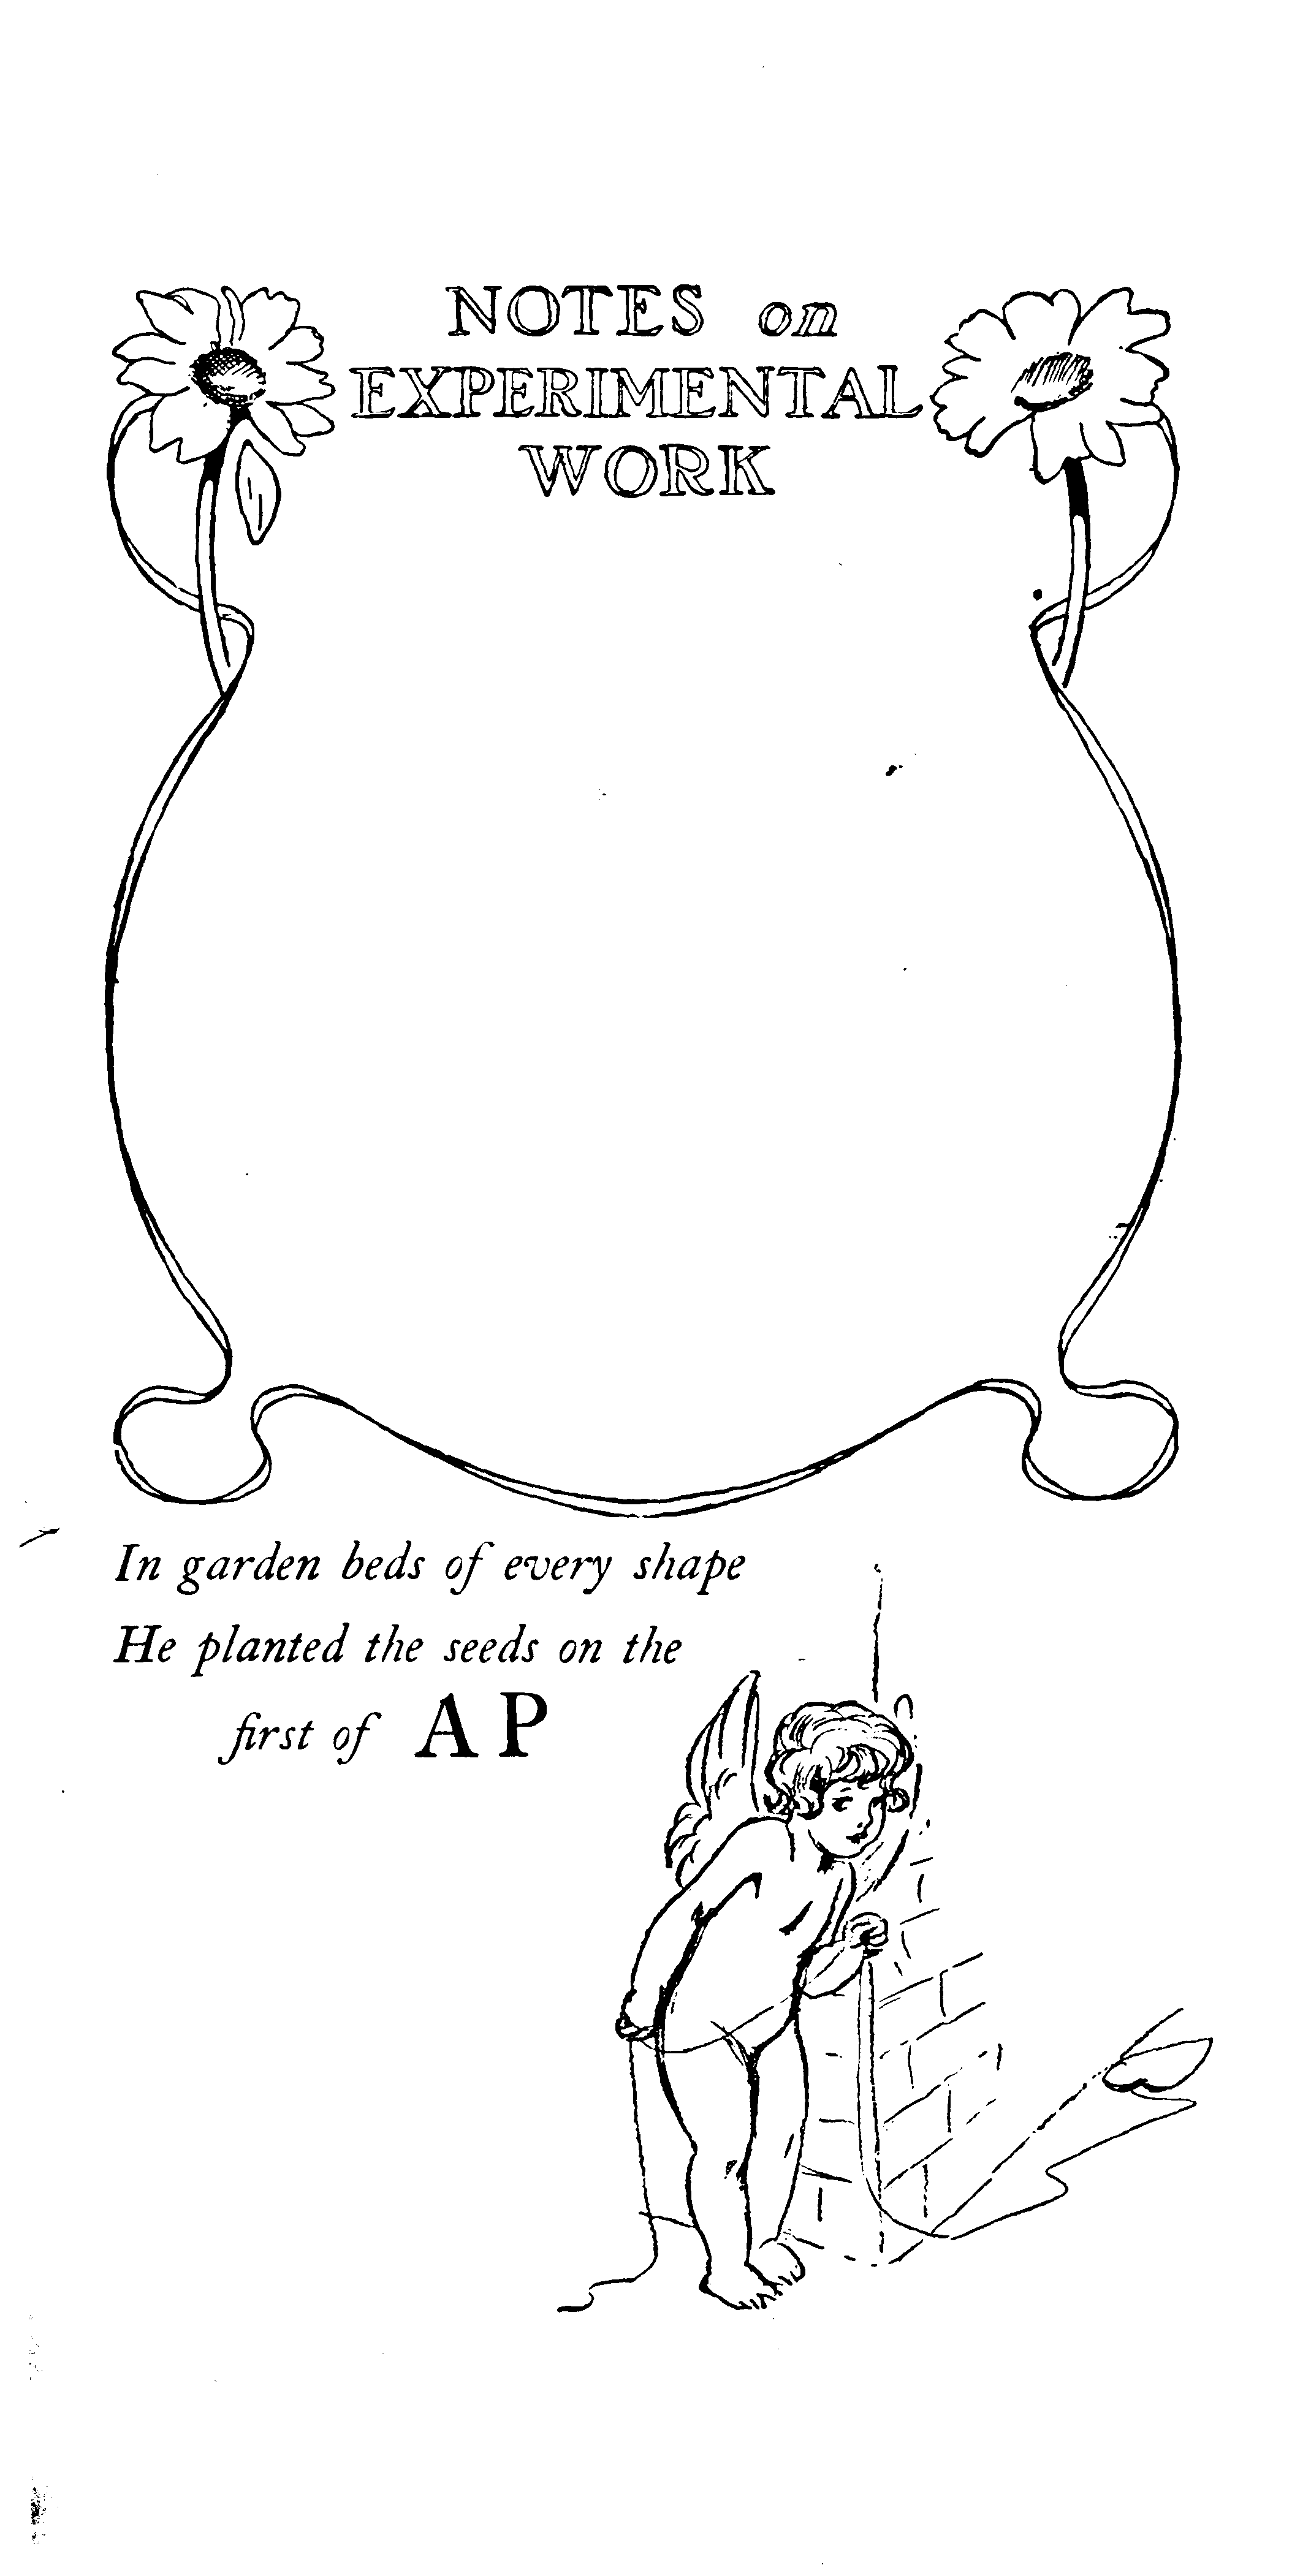 NOTES on
EXPERIMENTAL
WORK
In garden beds of every shape
He planted the seeds on the
first of AP